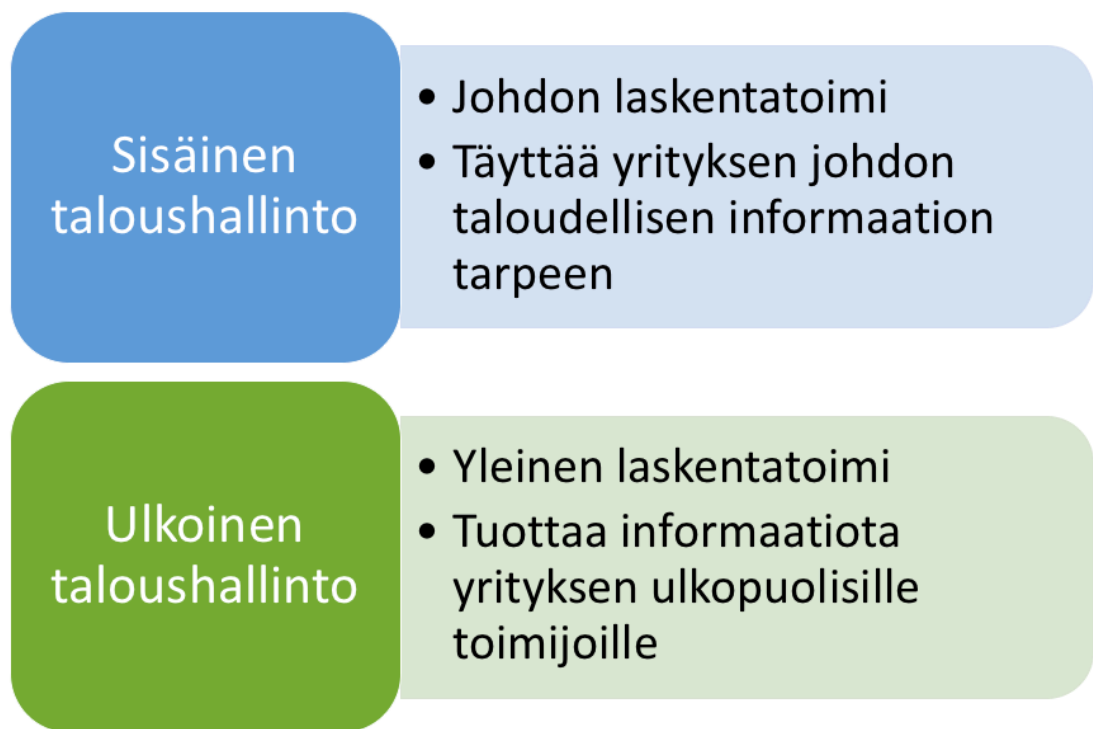 Sisäinen
taloushallinto
• Johdon laskentatoimi
• Täyttää yrityksen johdon
taloudellisen informaation
tarpeen
Ulkoinen
taloushallinto
• Yleinen laskentatoimi
• Tuottaa informaatiota
yrityksen ulkopuolisille
toimijoille